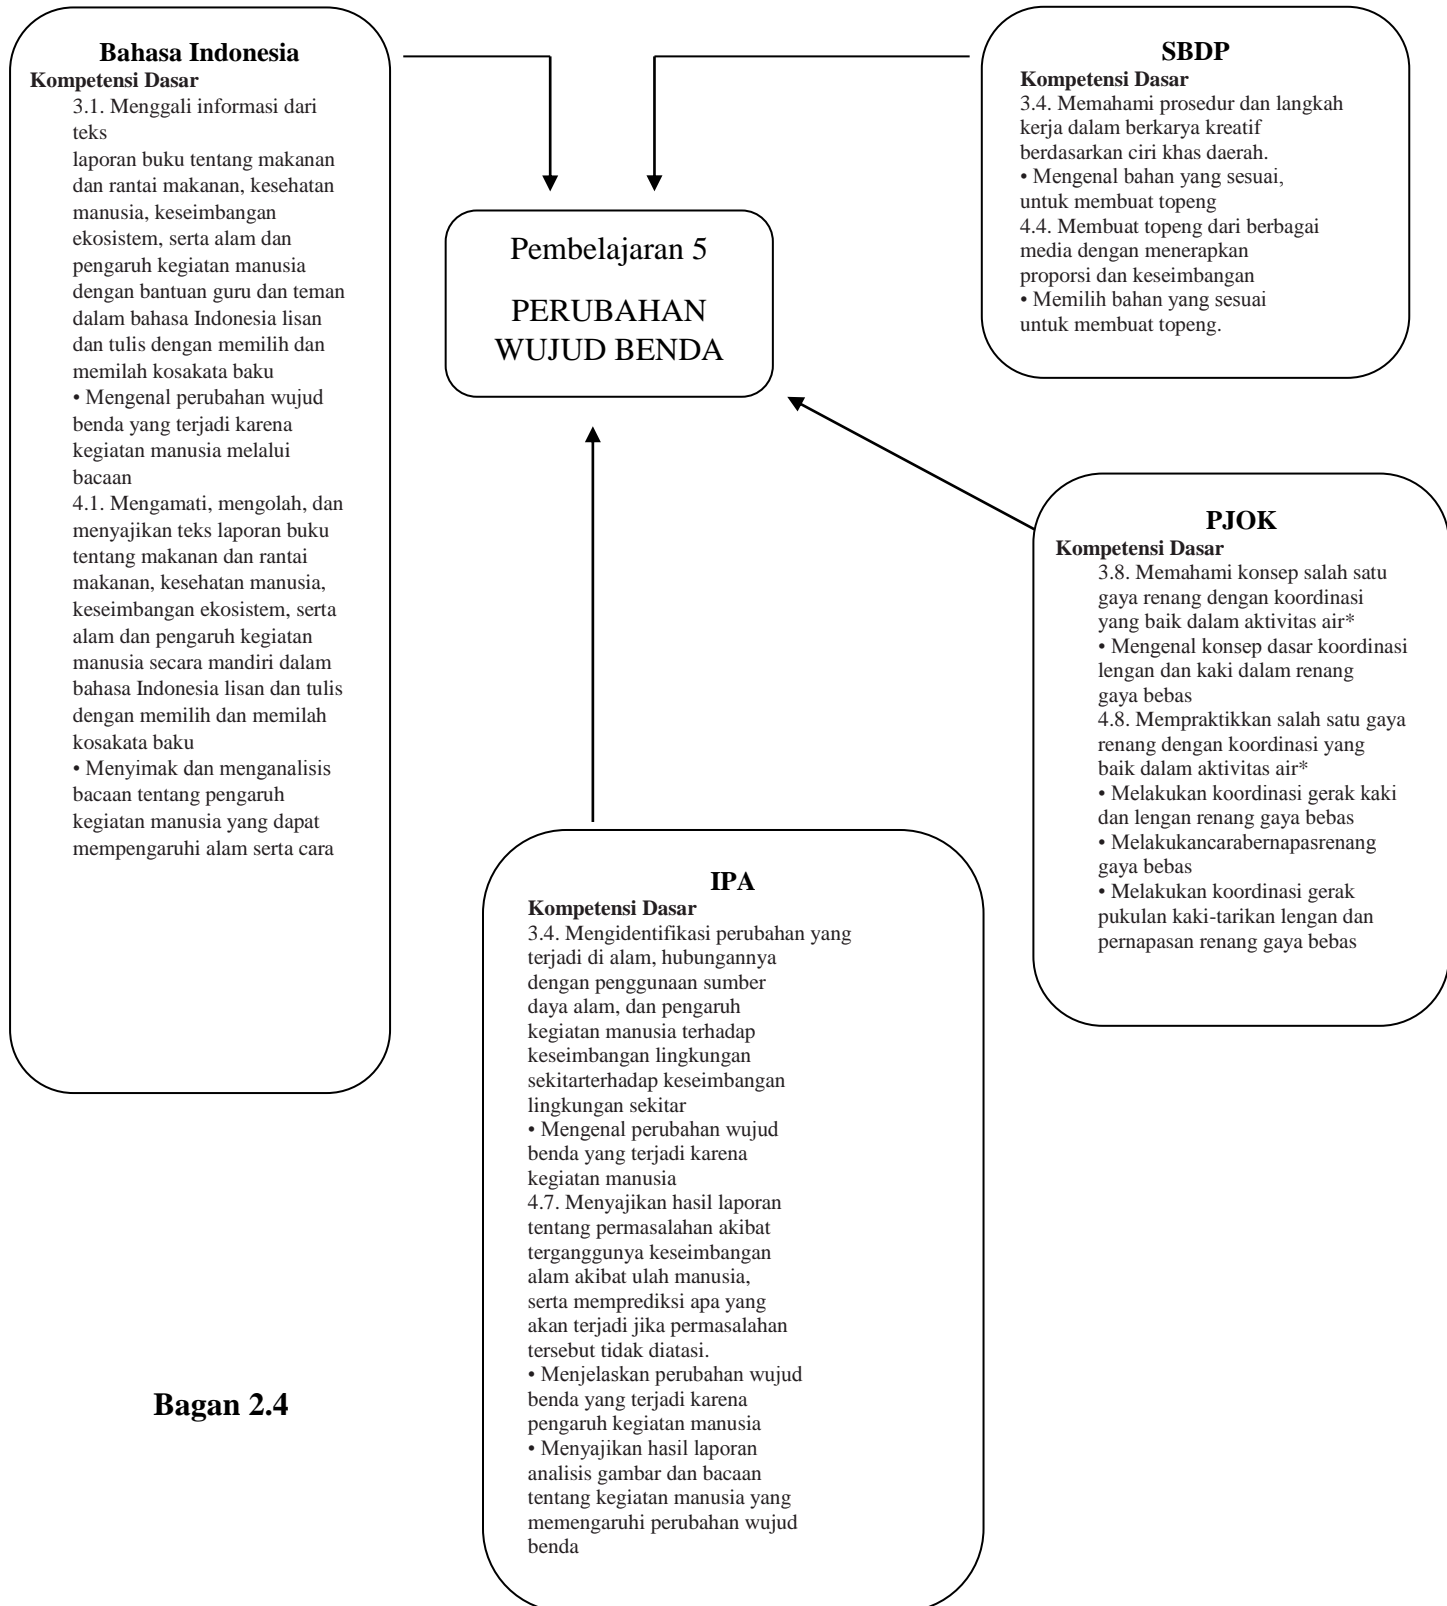 Bahasa Indonesia
Kompetensi Dasar
3.1. Menggali informasi dari
teks
laporan buku tentang makanan
dan rantai makanan, kesehatan
manusia, keseimbangan
ekosistem, serta alam dan
pengaruh kegiatan manusia
dengan bantuan guru dan teman
dalam bahasa Indonesia lisan
dan tulis dengan memilih dan
memilah kosakata baku
• Mengenal perubahan wujud
benda yang terjadi karena
kegiatan manusia melalui
bacaan
4.1. Mengamati, mengolah, dan
menyajikan teks laporan buku
tentang makanan dan rantai
makanan, kesehatan manusia,
keseimbangan ekosistem, serta
alam dan pengaruh kegiatan
manusia secara mandiri dalam
bahasa Indonesia lisan dan tulis
dengan memilih dan memilah
kosakata baku
• Menyimak dan menganalisis
bacaan tentang pengaruh
kegiatan manusia yang dapat
mempengaruhi alam serta cara
Pembelajaran 5
PERUBAHAN
WUJUD BENDA
SBDP
Kompetensi Dasar
3.4. Memahami prosedur dan langkah
kerja dalam berkarya kreatif
berdasarkan ciri khas daerah.
• Mengenal bahan yang sesuai,
untuk membuat topeng
4.4. Membuat topeng dari berbagai
media dengan menerapkan
proporsi dan keseimbangan
• Memilih bahan yang sesuai
untuk membuat topeng.
PJOK
Kompetensi Dasar
3.8. Memahami konsep salah satu
gaya renang dengan koordinasi
yang baik dalam aktivitas air*
• Mengenal konsep dasar koordinasi
lengan dan kaki dalam renang
gaya bebas
4.8. Mempraktikkan salah satu gaya
renang dengan koordinasi yang
baik dalam aktivitas air*
• Melakukan koordinasi gerak kaki
dan lengan renang gaya bebas
• Melakukancarabernapasrenang
gaya bebas
• Melakukan koordinasi gerak
pukulan kaki-tarikan lengan dan
pernapasan renang gaya bebas
IPA
Kompetensi Dasar
3.4. Mengidentifikasi perubahan yang
terjadi di alam, hubungannya
dengan penggunaan sumber
daya alam, dan pengaruh
kegiatan manusia terhadap
keseimbangan lingkungan
sekitarterhadap keseimbangan
lingkungan sekitar
• Mengenal perubahan wujud
benda yang terjadi karena
kegiatan manusia
4.7. Menyajikan hasil laporan
tentang permasalahan akibat
terganggunya keseimbangan
alam akibat ulah manusia,
serta memprediksi apa yang
akan terjadi jika permasalahan
tersebut tidak diatasi.
• Menjelaskan perubahan wujud
benda yang terjadi karena
pengaruh kegiatan manusia
• Menyajikan hasil laporan
analisis gambar dan bacaan
tentang kegiatan manusia yang
memengaruhi perubahan wujud
benda
Bagan 2.4